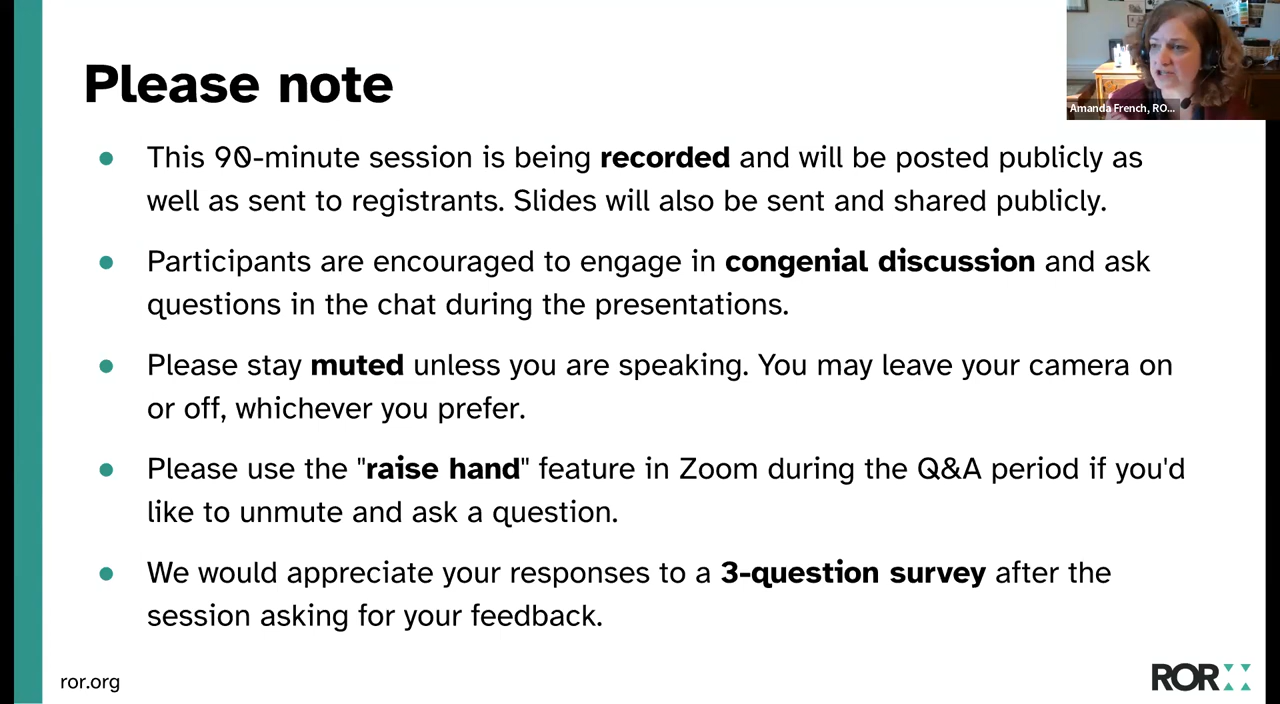 Please note
Amanda French, RO...
This 90-minute session is being recorded and will be posted publicly as
well as sent to registrants. Slides will also be sent and shared publicly.
Participants are encouraged to engage in congenial discussion and ask
questions in the chat during the presentations.
Please stay muted unless you are speaking. You may leave your camera on
or off, whichever you prefer.
Please use the "raise hand" feature in Zoom during the Q&A period if you'd
like to unmute and ask a question.
We would appreciate your responses to a 3-question survey after the
session asking for your feedback.
ror.org
ROR